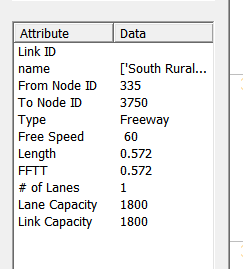 Attribute Data
Link ID
name ['South Rural...
From Node ID 335
To Node ID 3750
Type Freeway
Free Speed 60
Length 0.572
FFTT 0.572
# of Lanes 1
Lane Capacity 1800
Link Capacity 1800